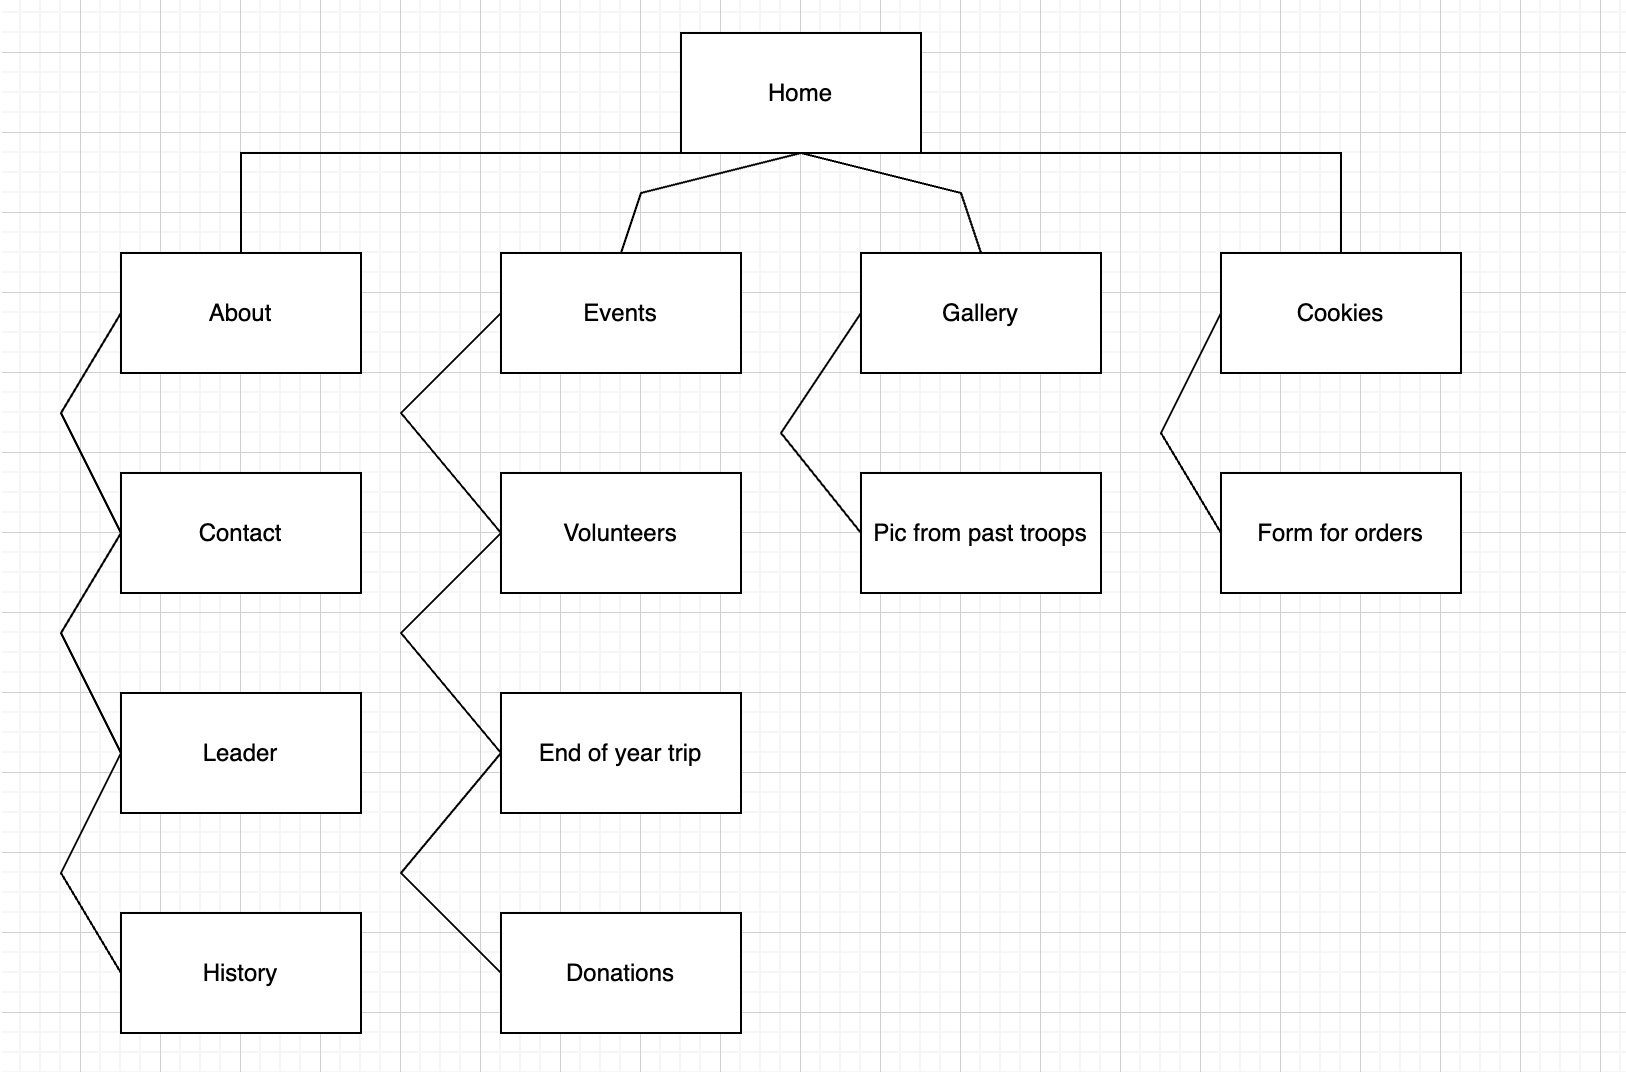 Home
About
Events
Gallery
Cookies
Contact
Volunteers
Pic from past troops
Form for orders
Leader
End of year trip
History
Donations